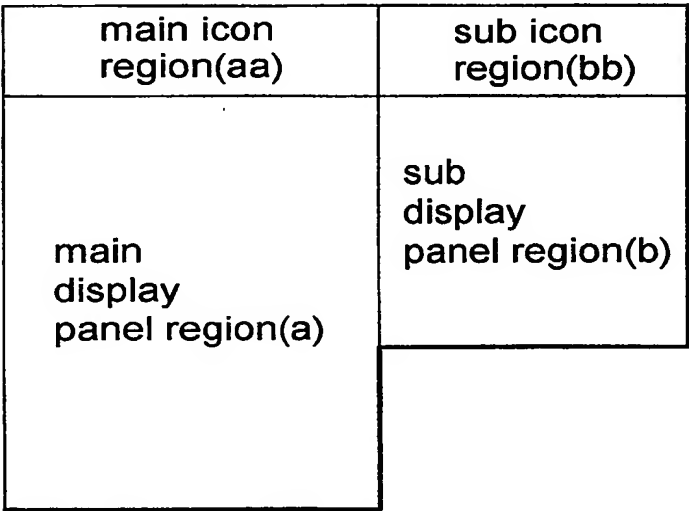 main icon
region(aa)
sub icon
region(bb)
sub
display
panel region(b)
main
display
panel region(a)